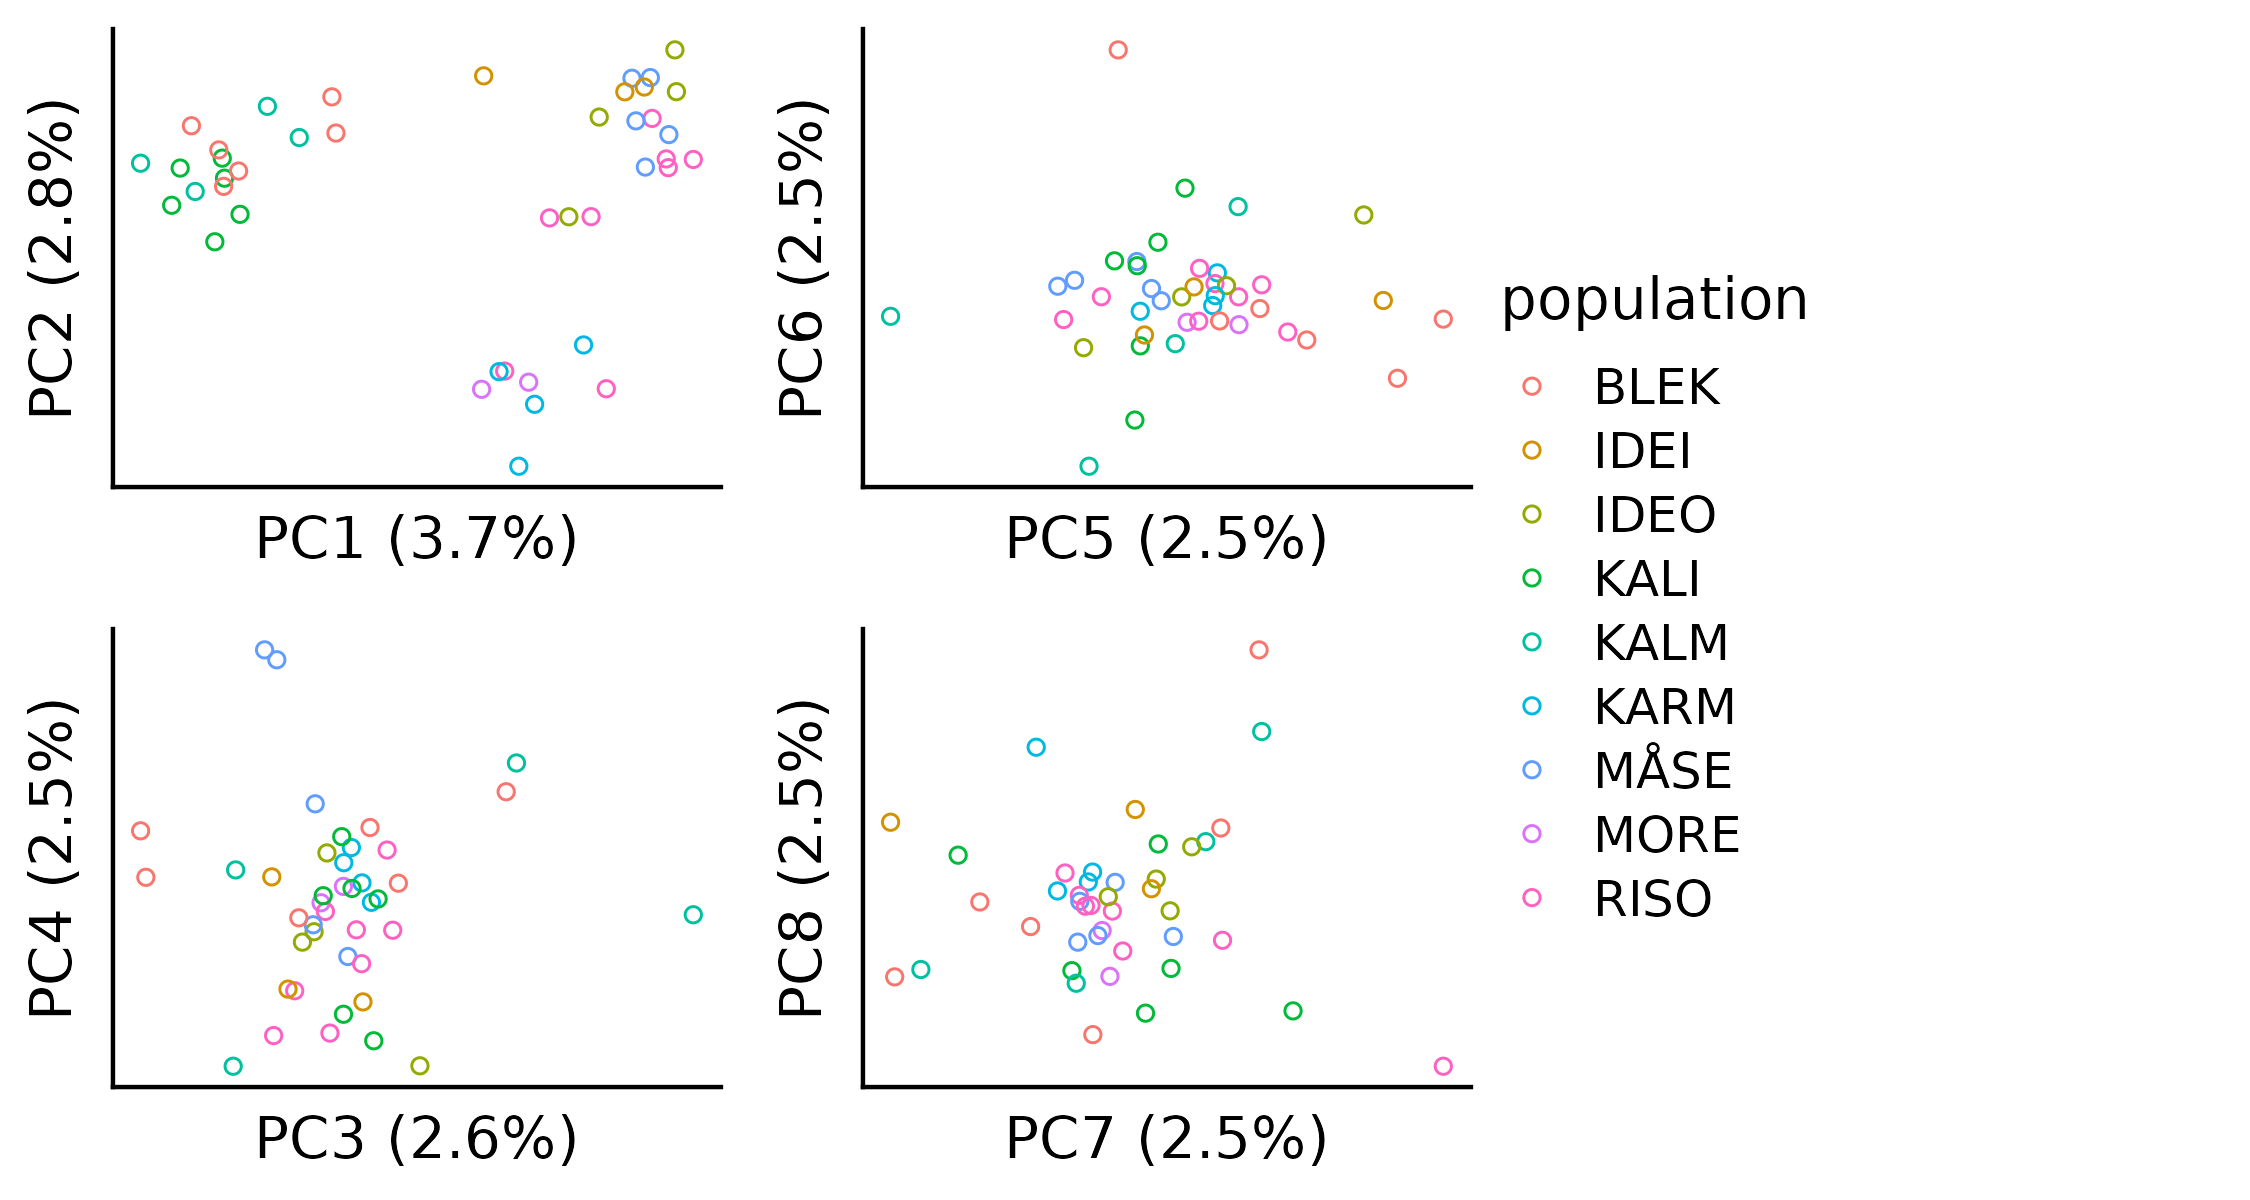 PC2 (2.8%)
PC1 (3.7%)
PC6 (2.5%)
PC5 (2.5%)
PC4 (2.5%)
PC3 (2.6%)
PC8 (2.5%)
PC7 (2.5%)
population
BLEK
IDEI
IDEO
KALI
KALM
KARM
MÅSE
MORE
RISO